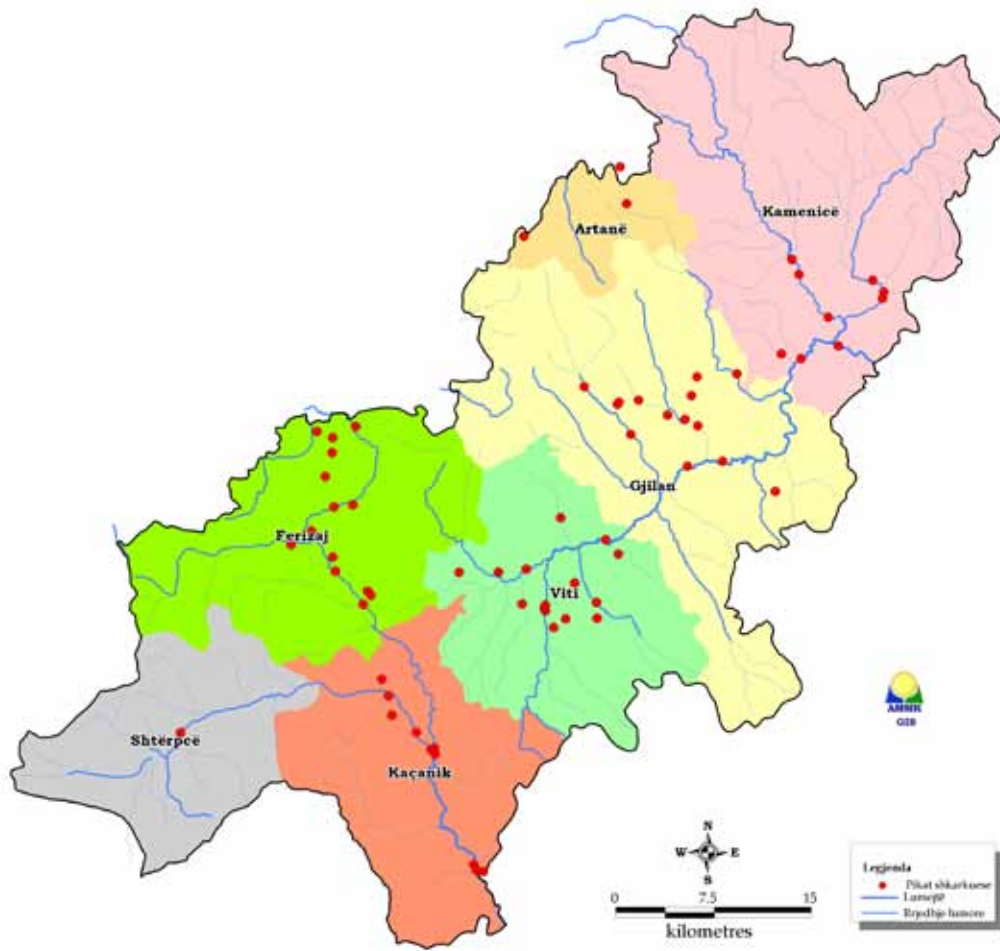 Kamenicë
Artanë
Gjilan
Ferizaj
Viti
Shtërpcë
Kaçanik
AMMK
GIS
N
W E
S
0 7.5 15
kilometres
Legjenda
Pikat shkarkuese
Lumejtë
Rrjedhje lumore